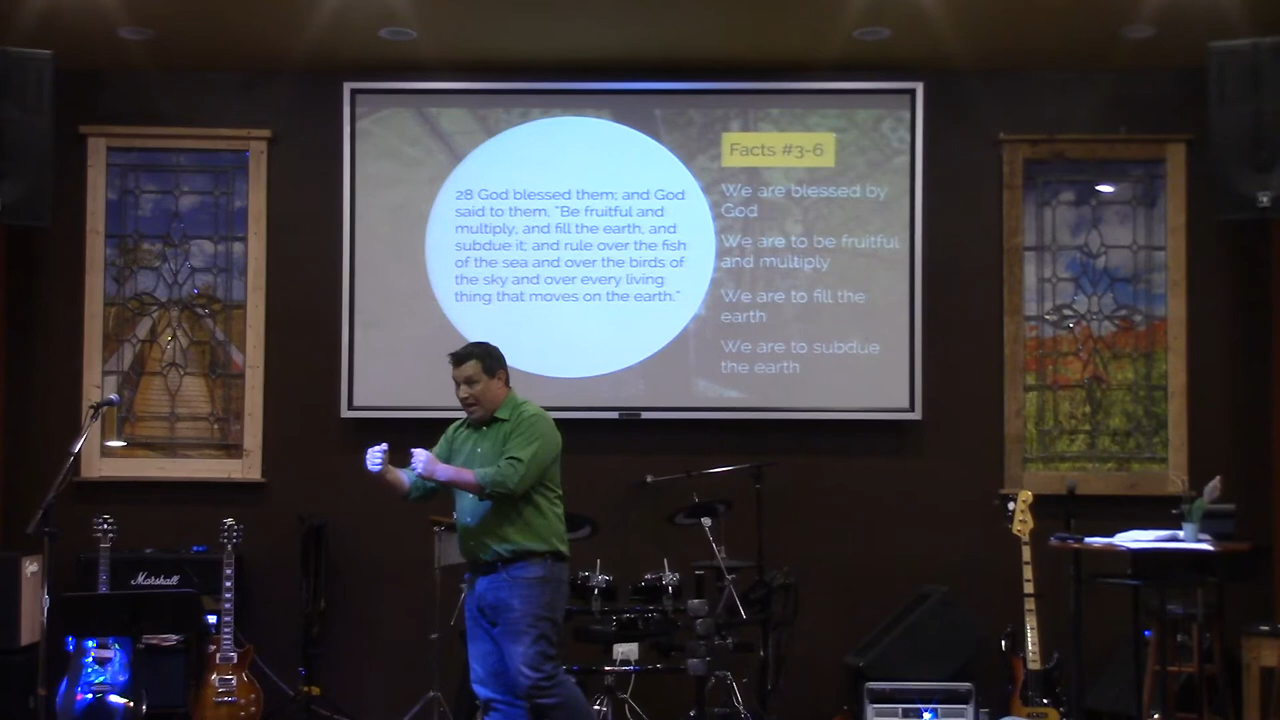 28 God blessed them; and God
said to them, "Be fruitful and
multiply, and fill the earth, and
subdue it; and rule over the fish
of the sea and over the birds of
the sky and over every living
thing that moves on the earth."
Facts #3-6
We are blessed by
God
We are to be fruitful
and multiply
We are to fill the
earth
We are to subdue
the earth
Marshall